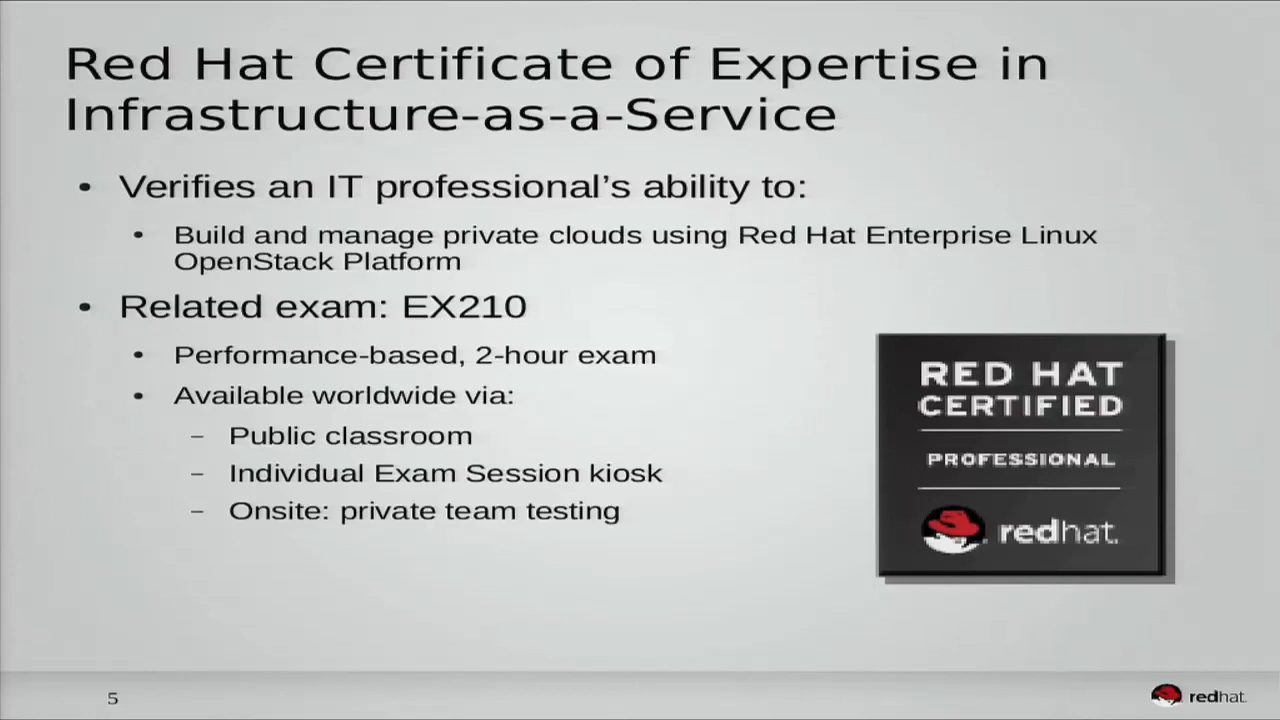 Red Hat Certificate of Expertise in
Infrastructure-as-a-Service
• Verifies an IT professional’s ability to:
• Build and manage private clouds using Red Hat Enterprise Linux
OpenStack Platform
• Related exam: EX210
• Performance-based, 2-hour exam
• Available worldwide via:
– Public classroom
– Individual Exam Session kiosk
– Onsite: private team testing
RED HAT
CERTIFIED
PROFESSIONAL
redhat.
5
redhat.